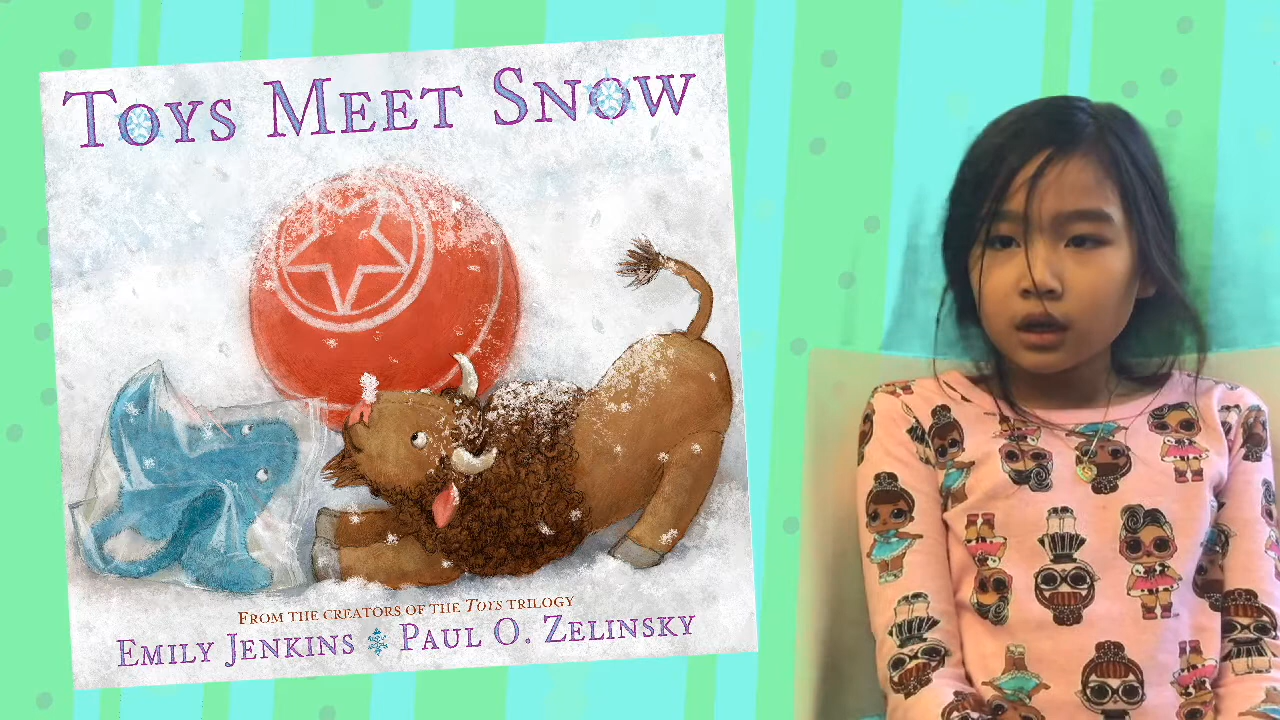 TOYS MEET SNOW
FROM THE CREATORS OF THE TOYS TRILOGY
EMILY JENKINS PAUL O. ZELINSKY